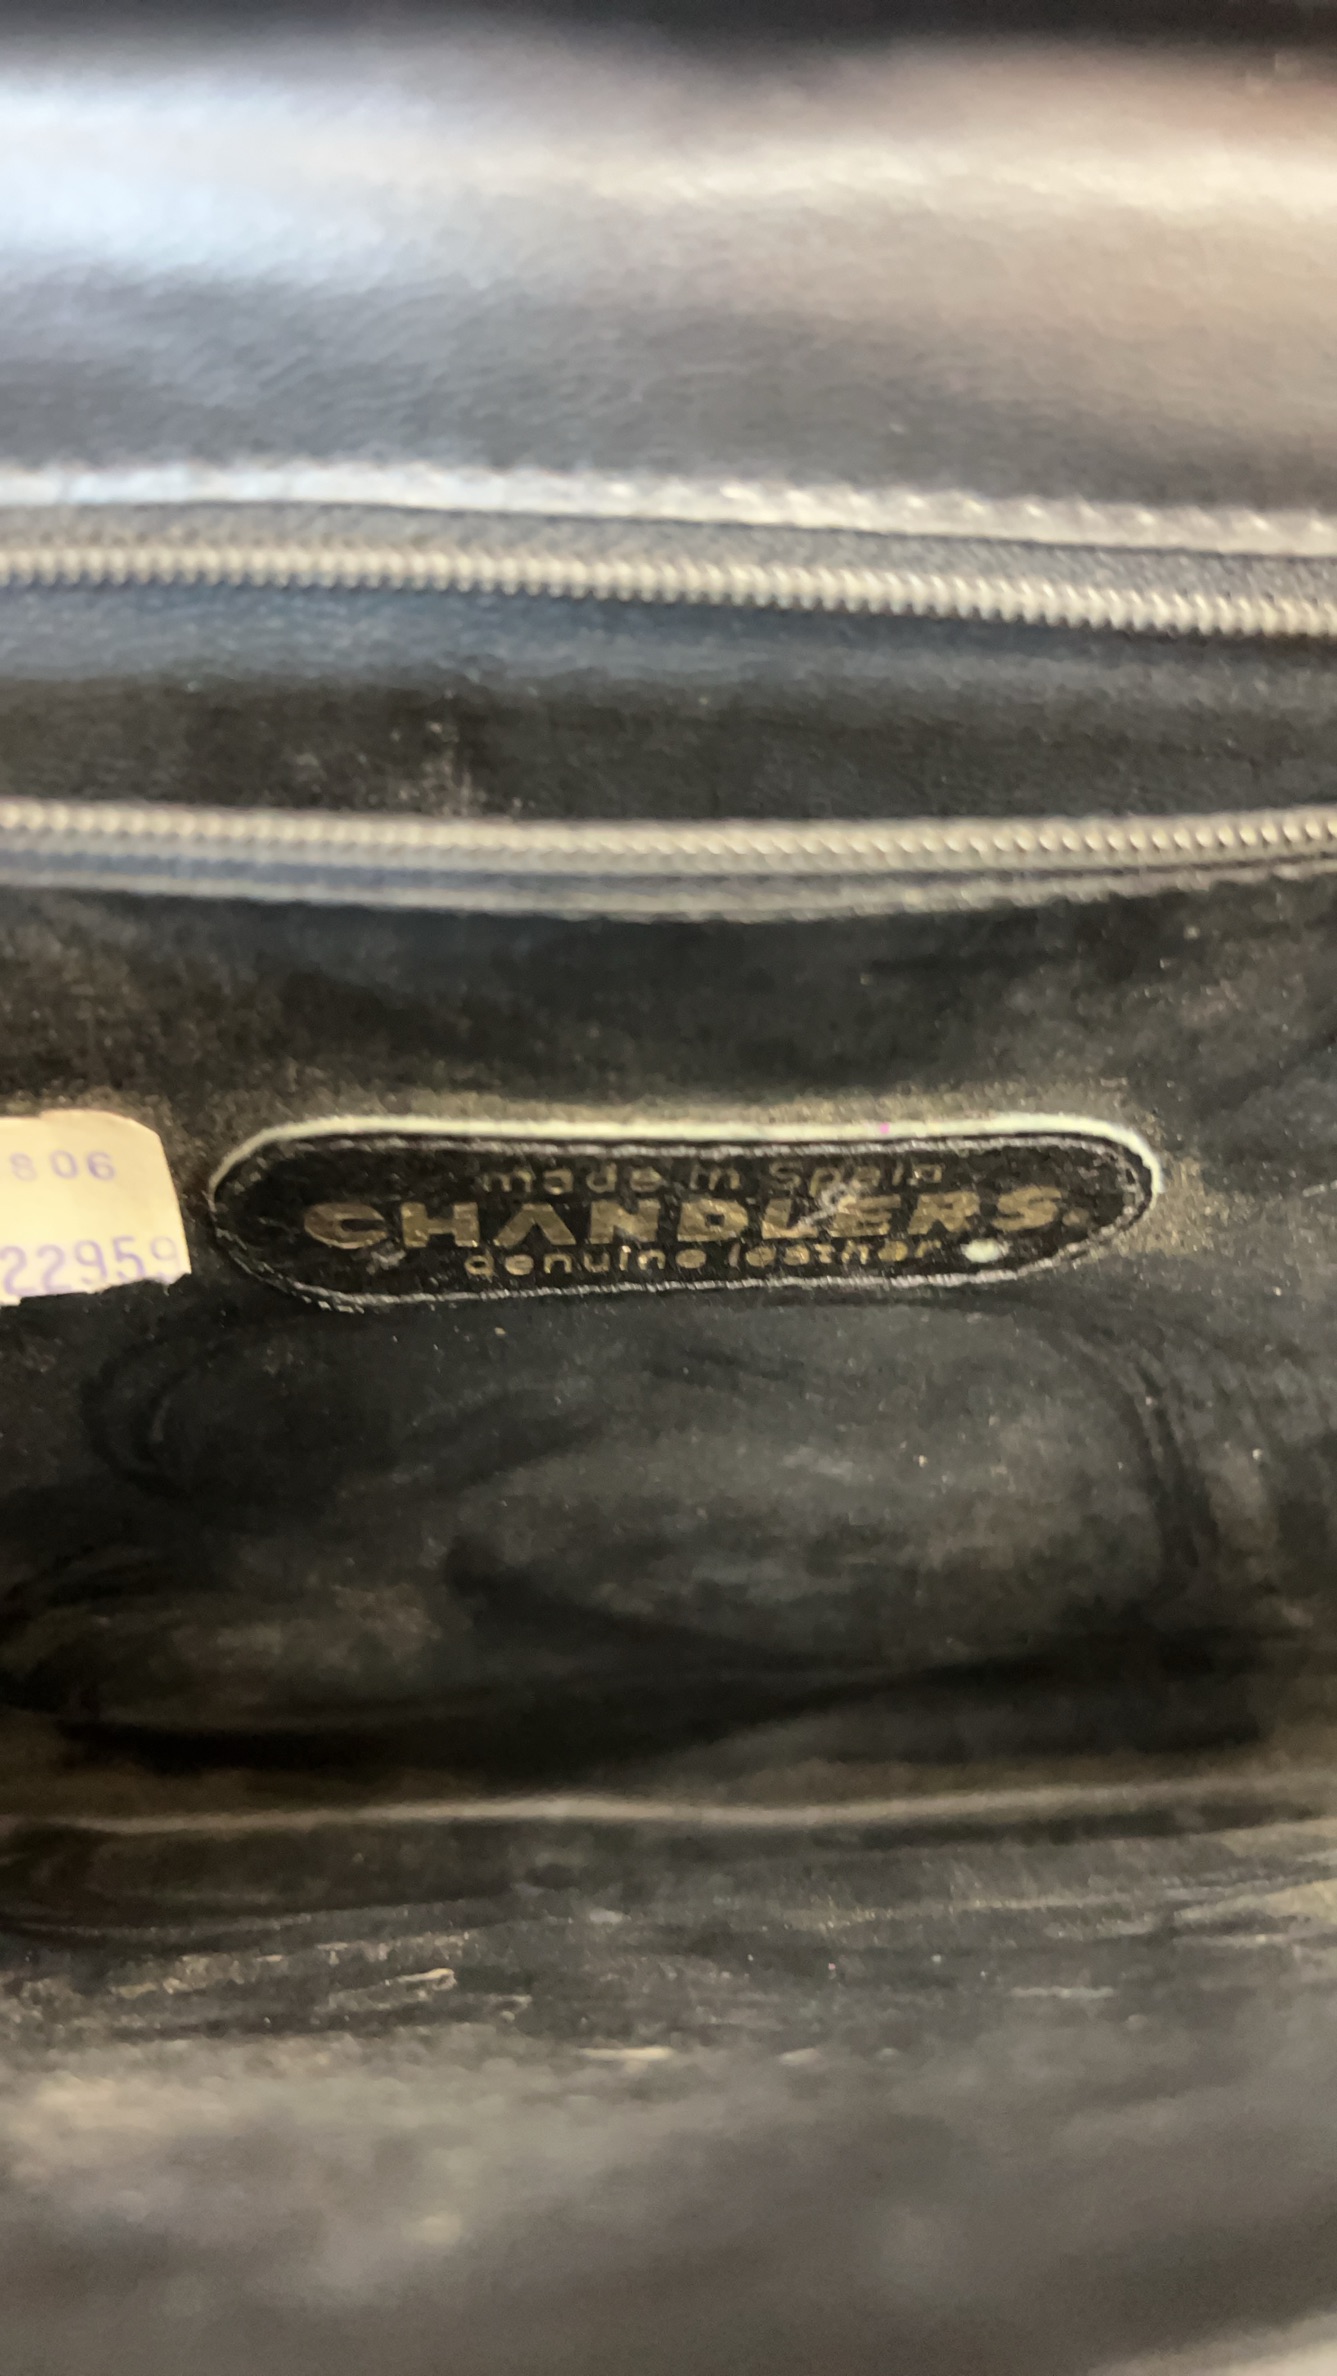 806
22959
made in Spain
CHANDLERS.
genuine leather